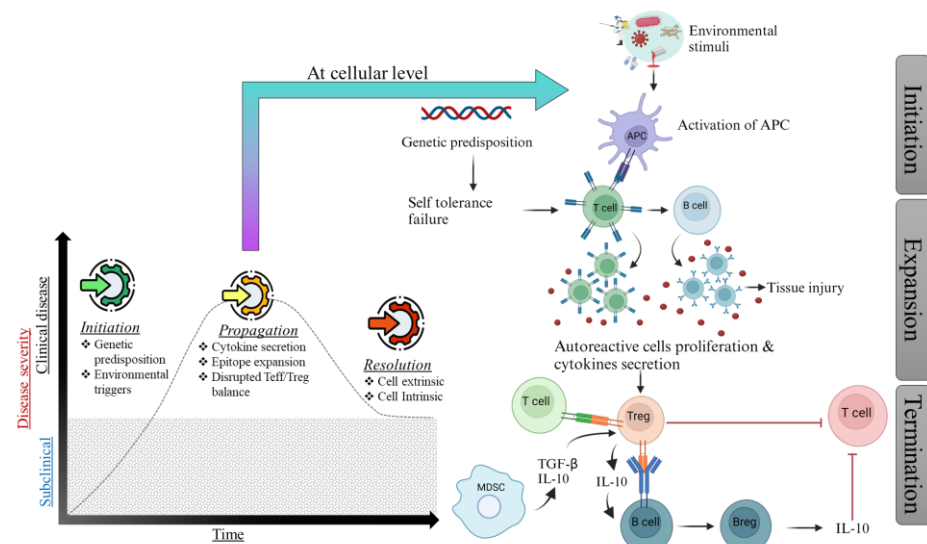 At cellular level
Environmental
stimuli
APC
Activation of APC
Genetic predisposition
Self tolerance
failure
T cell
B cell
Tissue injury
Autoreactive cells proliferation &
cytokines secretion
T cell
Treg
T cell
MDSC
TGF-β
IL-10
IL-10
B cell
Breg
IL-10
Initiation
Expansion
Termination
Disease severity
Clinical disease
Subclinical
Time
Initiation
❖ Genetic
predisposition
❖ Environmental
triggers
Propagation
❖ Cytokine secretion
❖ Epitope expansion
❖ Disrupted Teff/Treg
balance
Resolution
❖ Cell extrinsic
❖ Cell Intrinsic